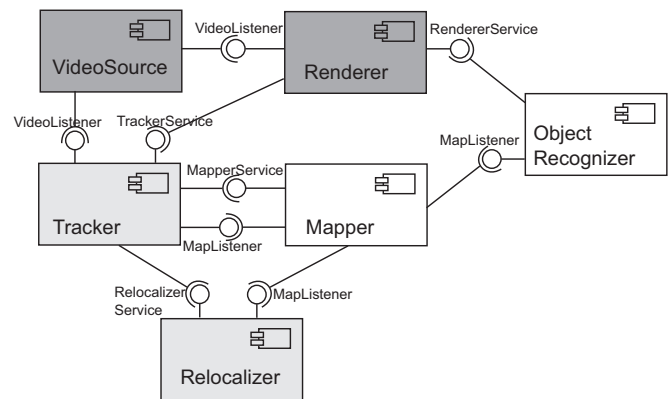 VideoListener
RendererService
VideoSource
Renderer
VideoListener
TrackerService
MapListener
Object
Recognizer
MapperService
Tracker
Mapper
MapListener
Relocalizer
Service
MapListener
Relocalizer